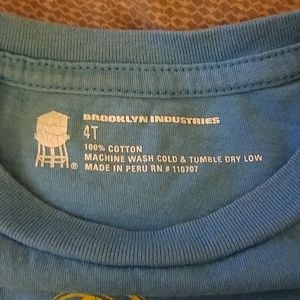 BROOKLYN INDUSTRIES
4T
100% COTTON
MACHINE WASH COLD & TUMBLE DRY LOW
MADE IN PERU RN # 110707
®